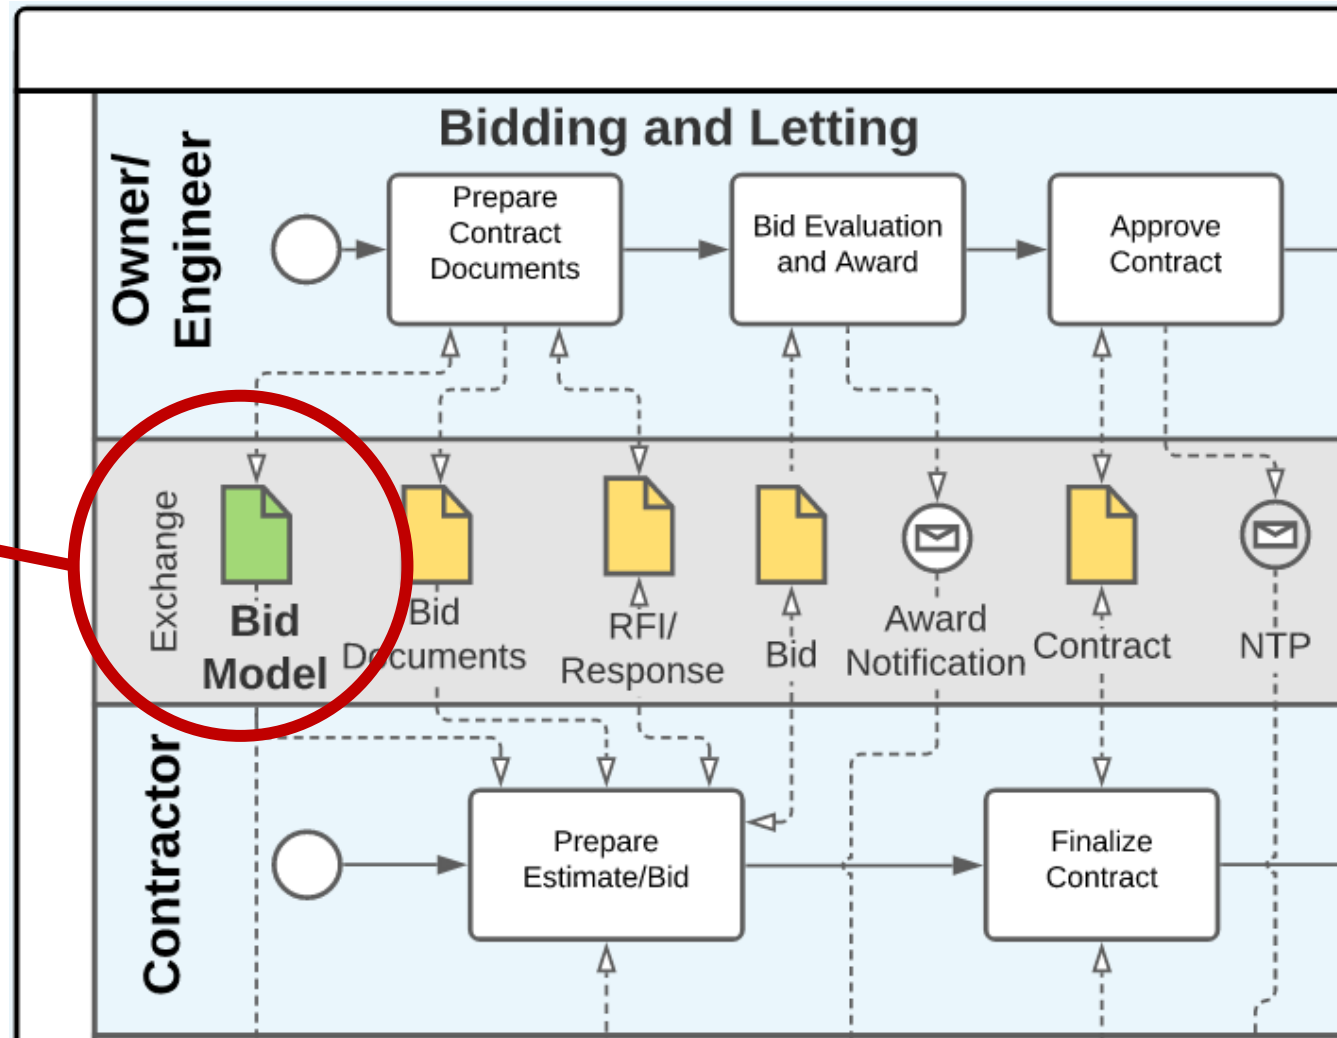 Bidding and Letting
Owner/
Engineer
Prepare
Contract
Documents
Bid Evaluation
and Award
Approve
Contract
Exchange
Bid
Model
Bid
Documents
RFI/
Response
Bid
Award
Notification
Contract
NTP
Contractor
Prepare
Estimate/Bid
Finalize
Contract